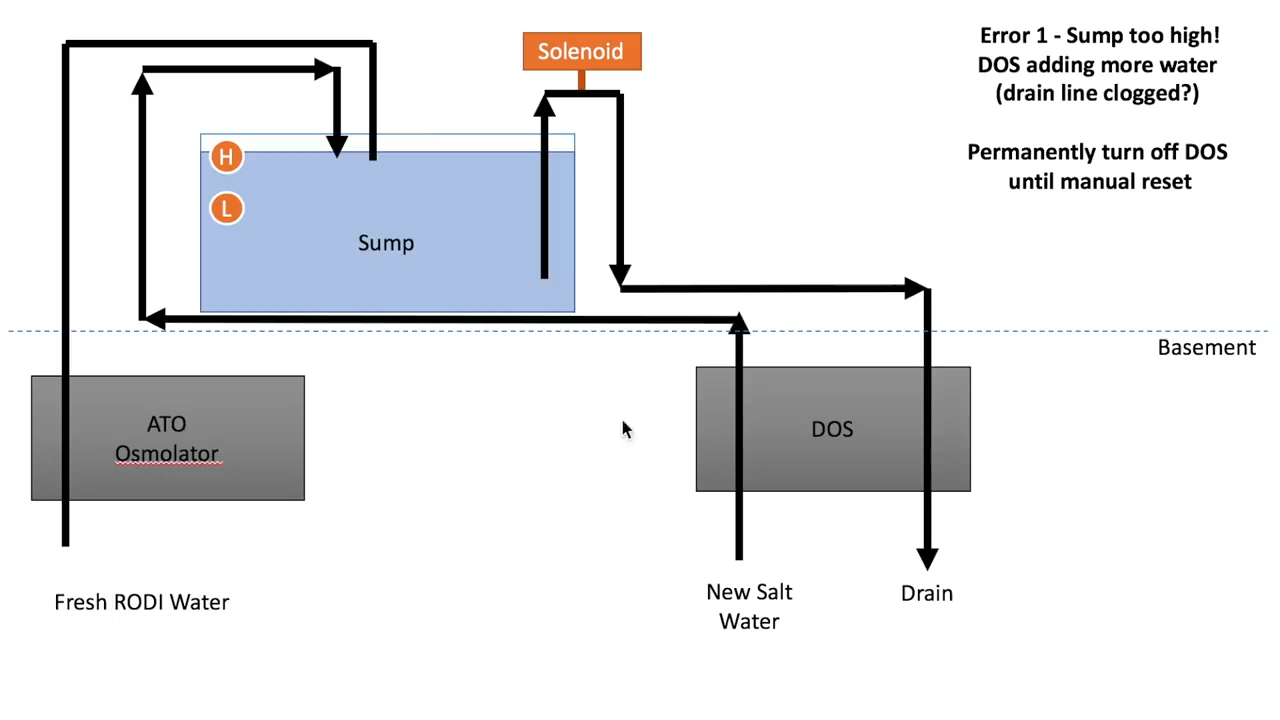 Solenoid
Error 1 - Sump too high!
DOS adding more water
(drain line clogged?)
Permanently turn off DOS
until manual reset
H
L
Sump
Basement
ATO
Osmolator
DOS
Fresh RODI Water
New Salt
Water
Drain